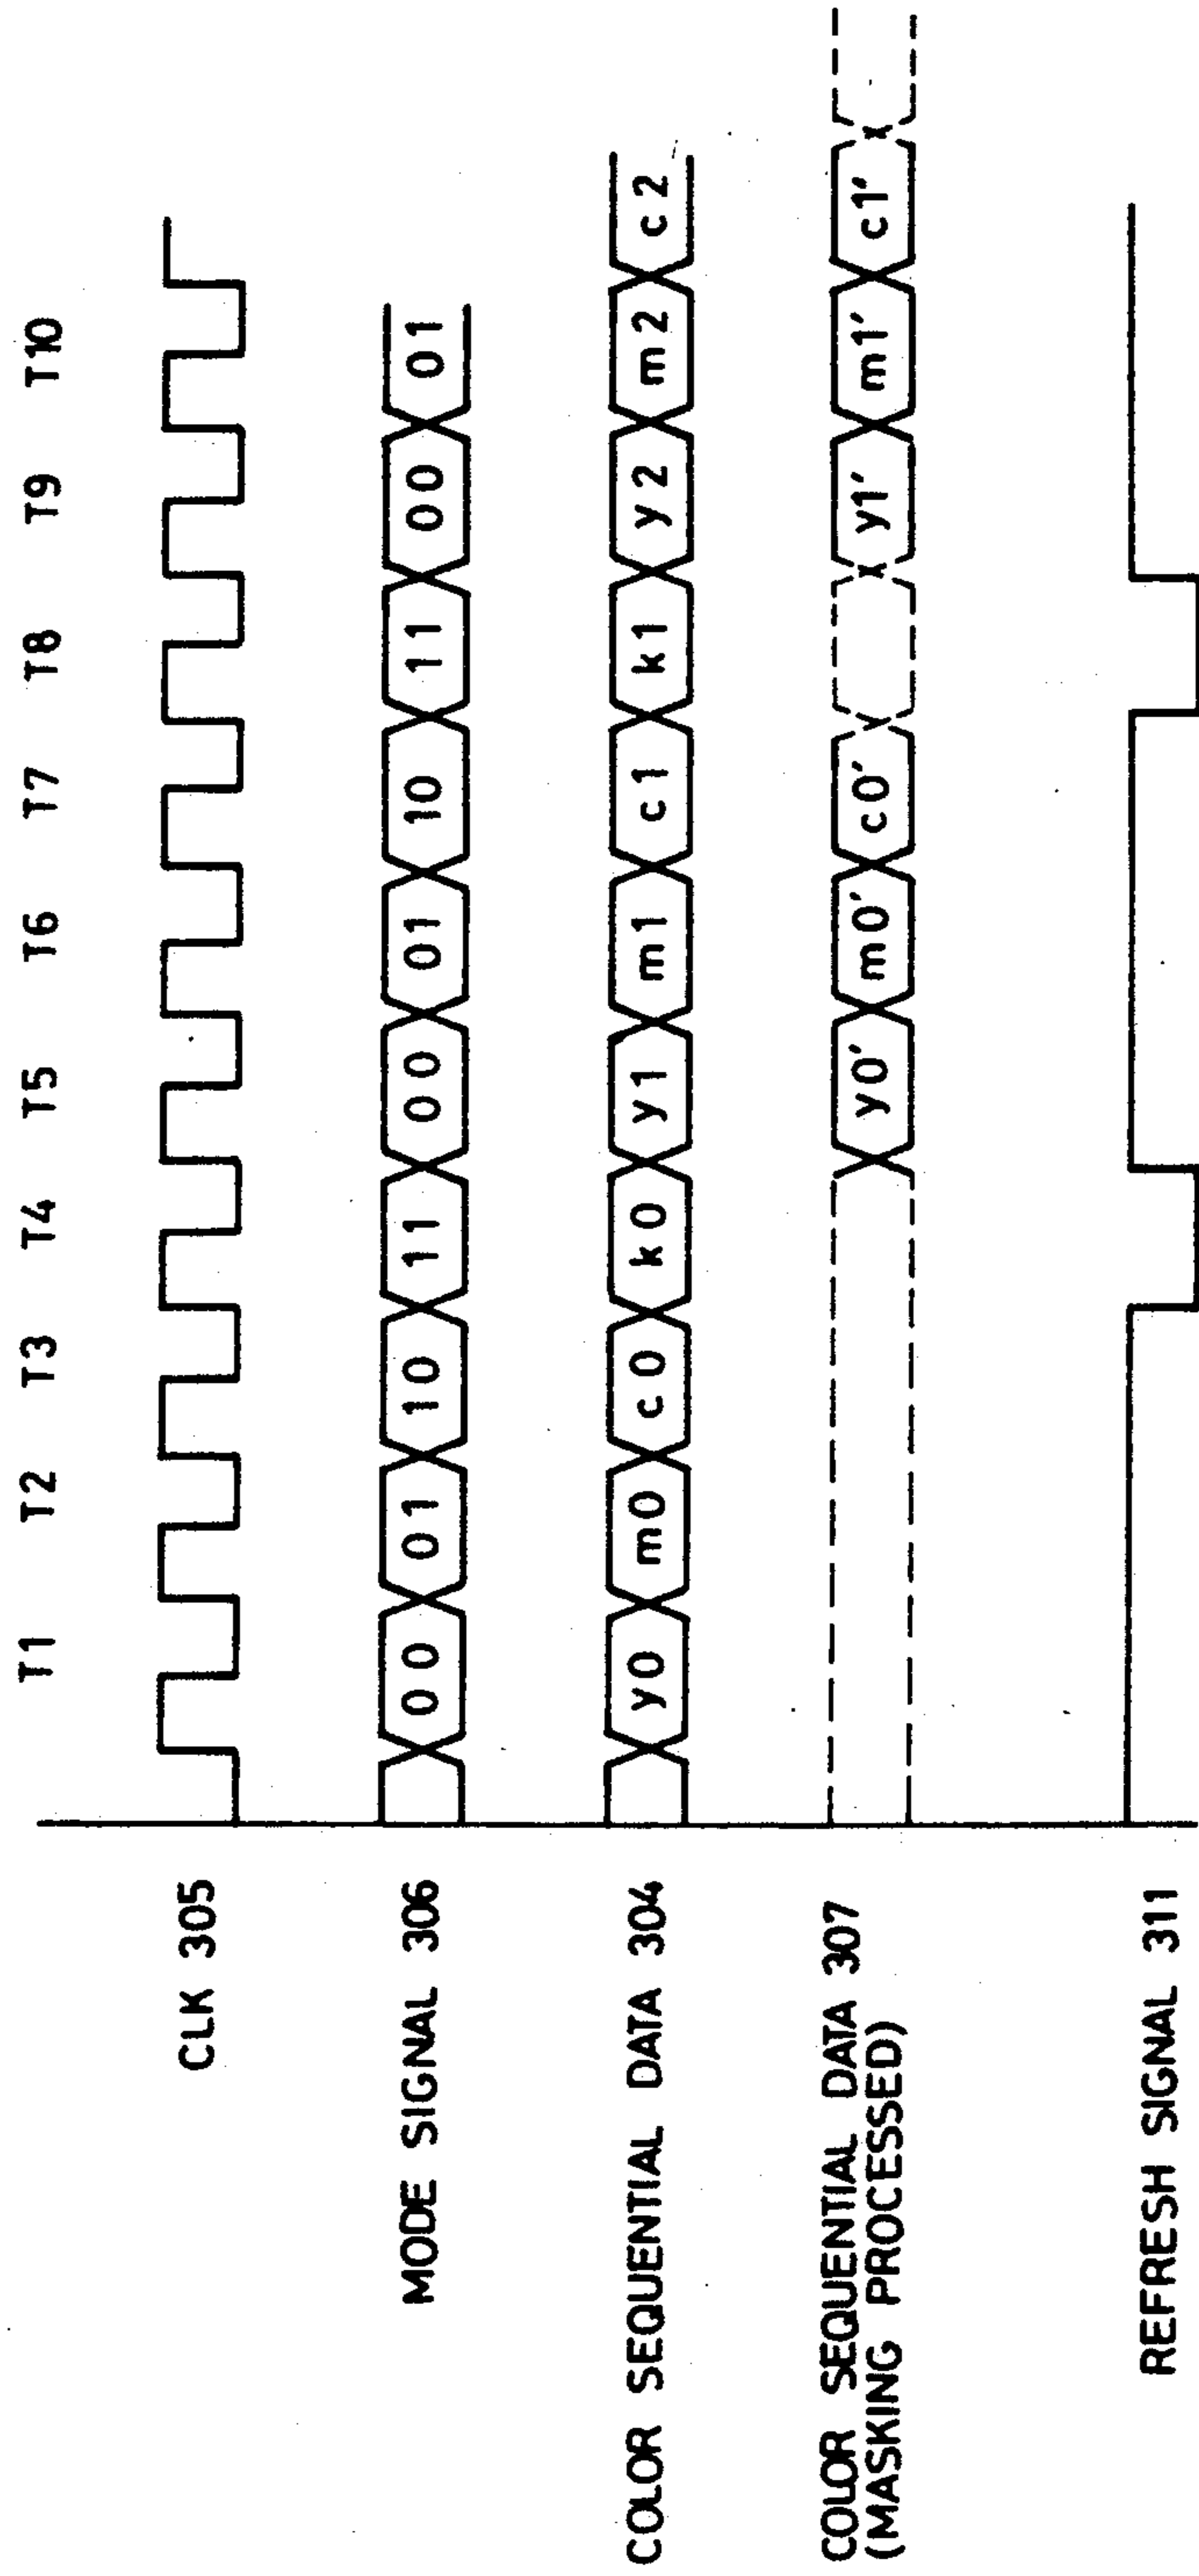 T1 T2 T3 T4 T5 T6 T7 T8 T9 T10
CLK 305
MODE SIGNAL 306 00 01 10 11 00 01 10 11 00 01
COLOR SEQUENTIAL DATA 304 y0 m0 c0 k0 y1 m1 c1 k1 y2 m2 c2
COLOR SEQUENTIAL DATA 307 y0' m0' c0' y1' m1' c1'
(MASKING PROCESSED)
REFRESH SIGNAL 311